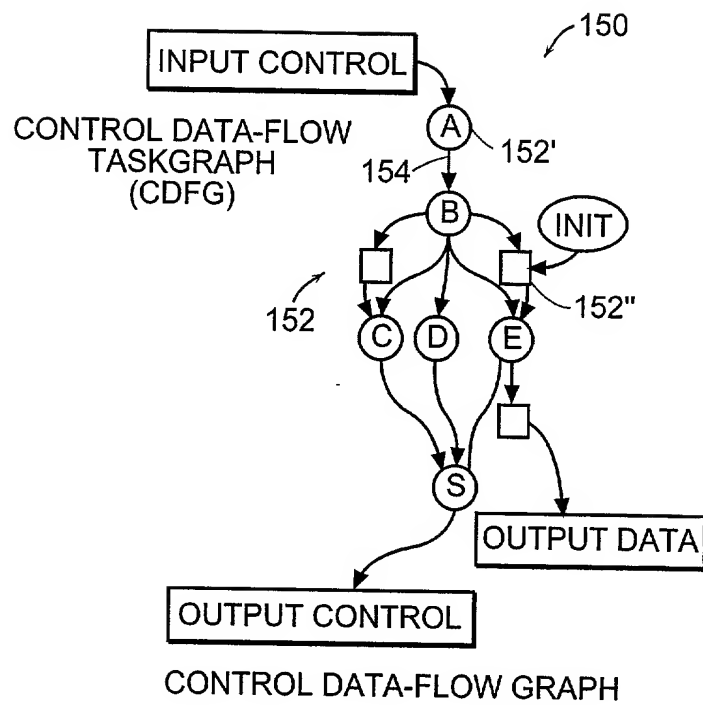 150
INPUT CONTROL
CONTROL DATA-FLOW
TASKGRAPH
(CDFG)
A
152'
154
B
INIT
152
152"
C
D
E
S
OUTPUT DATA
OUTPUT CONTROL
CONTROL DATA-FLOW GRAPH